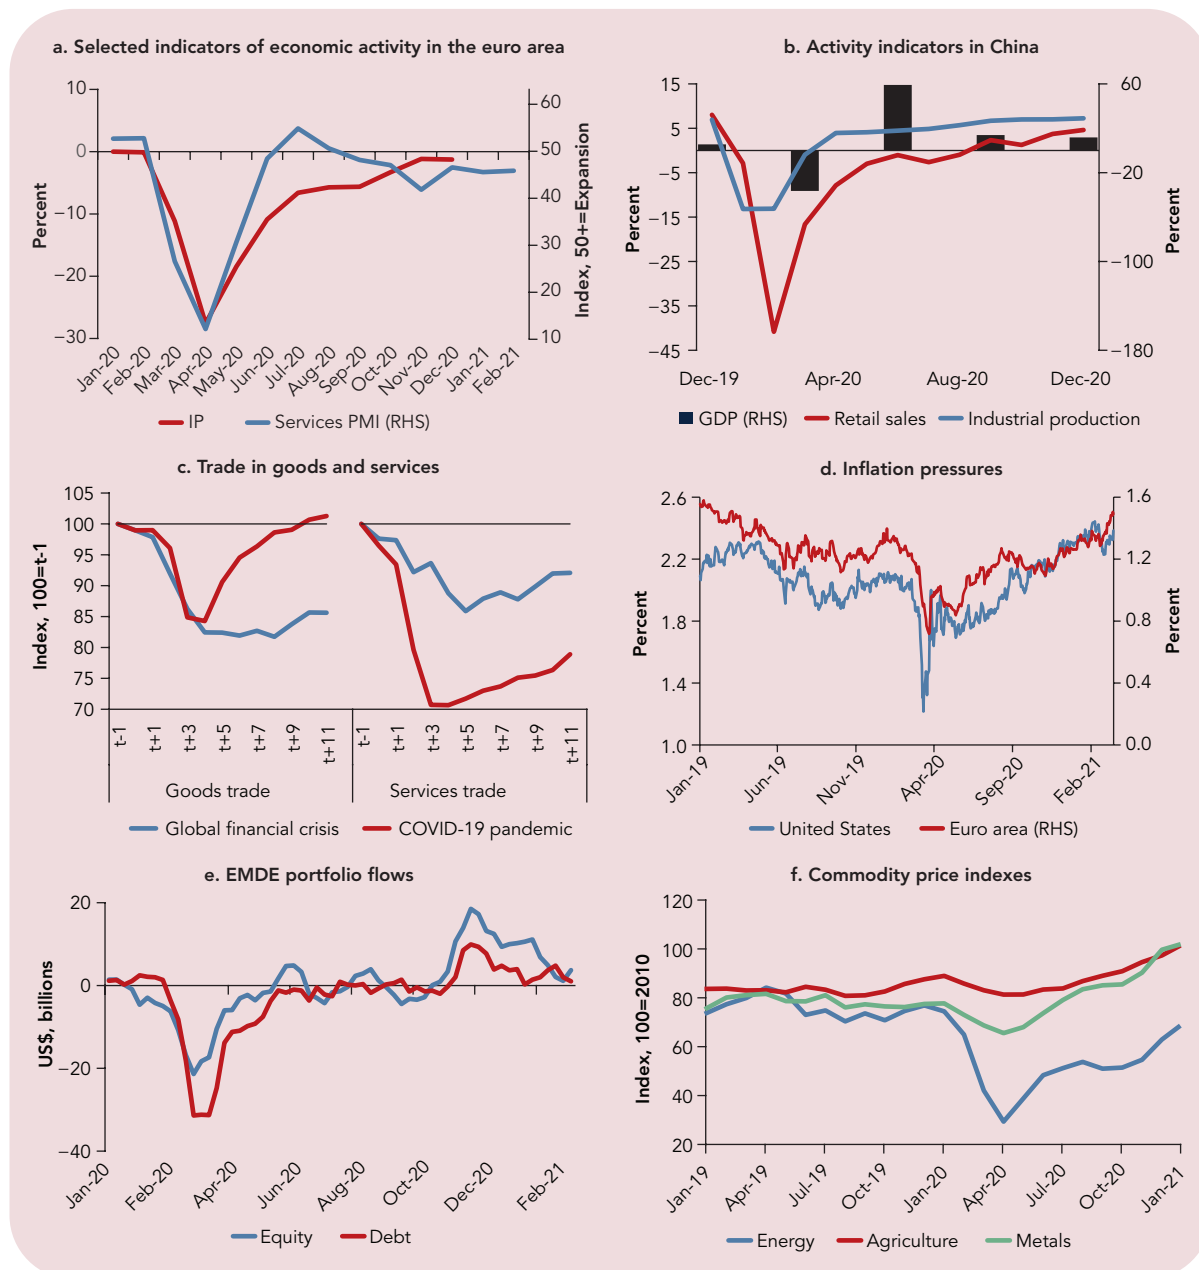 a. Selected indicators of economic activity in the euro area
10
0
−10
−20
−30
Percent
60
50
40
30
20
10
Index, 50+=Expansion
Jan-20
Feb-20
Mar-20
Apr-20
May-20
Jun-20
Jul-20
Aug-20
Sep-20
Oct-20
Nov-20
Dec-20
Jan-21
Feb-21
IP
Services PMI (RHS)
b. Activity indicators in China
15
5
−5
−15
−25
−35
−45
Percent
60
−20
−100
−180
Percent
Dec-19
Apr-20
Aug-20
Dec-20
GDP (RHS)
Retail sales
Industrial production
c. Trade in goods and services
105
100
95
90
85
80
75
70
Index, 100=t-1
t-1
t+1
t+3
t+5
t+7
t+9
t+11
t-1
t+1
t+3
t+5
t+7
t+9
t+11
Goods trade
Services trade
Global financial crisis
COVID-19 pandemic
d. Inflation pressures
2.6
2.2
1.8
1.4
1.0
Percent
1.6
1.2
0.8
0.4
0.0
Percent
Jan-19
Jun-19
Nov-19
Apr-20
Sep-20
Feb-21
United States
Euro area (RHS)
e. EMDE portfolio flows
20
0
−20
−40
US$, billions
Jan-20
Feb-20
Apr-20
Jun-20
Aug-20
Oct-20
Dec-20
Feb-21
Equity
Debt
f. Commodity price indexes
120
100
80
60
40
20
Index, 100=2010
Jan-19
Apr-19
Jul-19
Oct-19
Jan-20
Apr-20
Jul-20
Oct-20
Jan-21
Energy
Agriculture
Metals